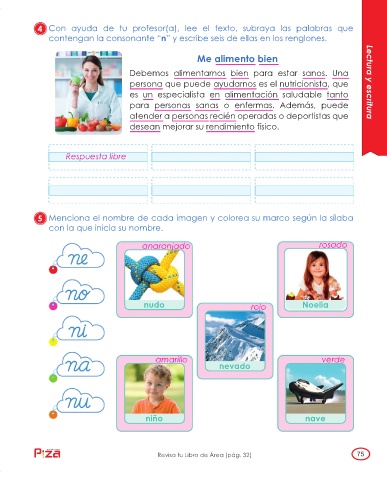 4 Con ayuda de tu profesor(a), lee el texto, subraya las palabras que
contengan la consonante "n" y escribe seis de ellas en los renglones.
Me alimento bien
Debemos alimentarnos bien para estar sanos. Una
persona que puede ayudarnos es el nutricionista, que
es un especialista en alimentación saludable tanto
para personas sanas o enfermas. Además, puede
atender a personas recién operadas o deportistas que
desean mejorar su rendimiento físico.
Lectura y escritura
Respuesta libre
5 Menciona el nombre de cada imagen y colorea su marco según la sílaba
con la que inicia su nombre.
ne
no
ni
na
nu
anaranjado
nudo
rosado
Noelia
rojo
nevado
amarillo
niño
verde
nave
Pizza
Revisa tu Libro de Área (pág. 32)
75